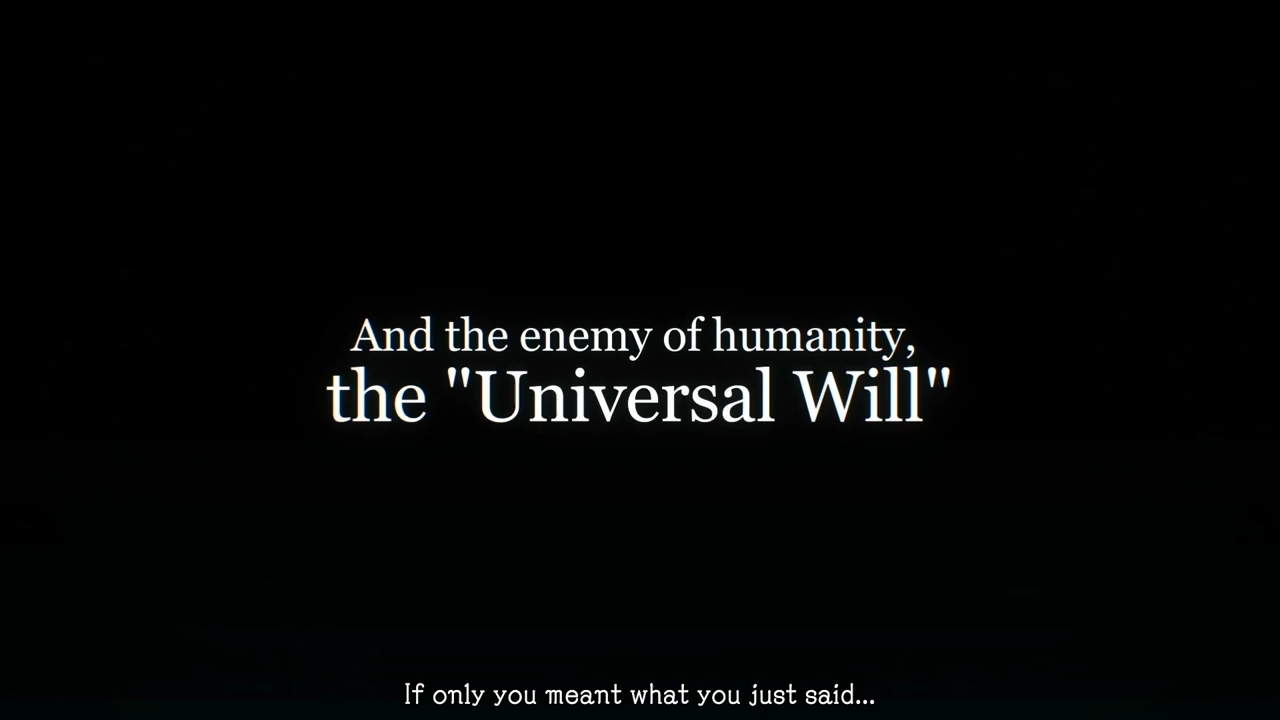 And the enemy of humanity,
the "Universal Will"
If only you meant what you just said...